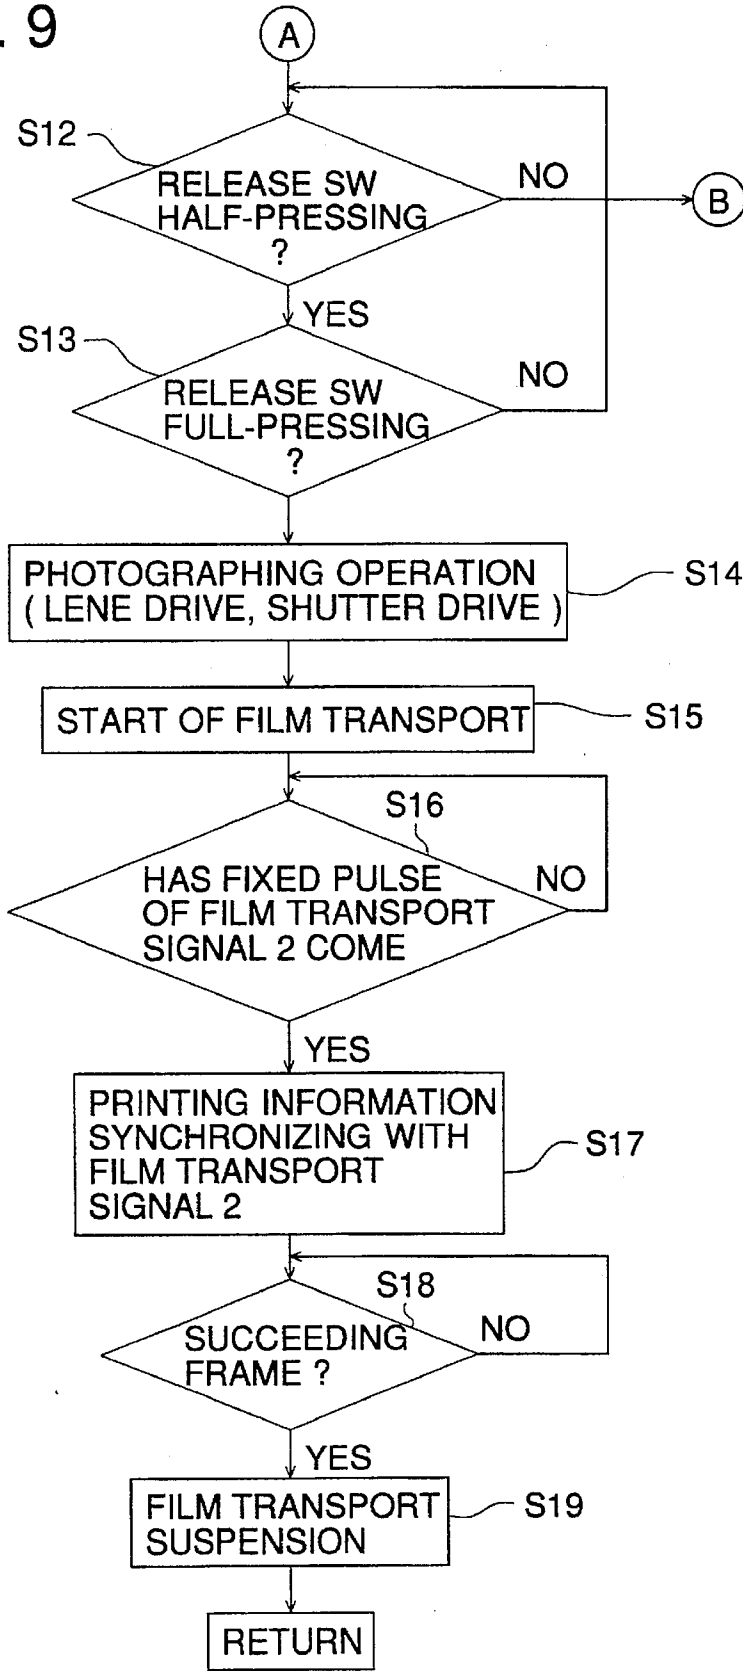 . 9
A
S12
RELEASE SW
HALF-PRESSING
?
NO
B
YES
S13
RELEASE SW
FULL-PRESSING
?
NO
PHOTOGRAPHING OPERATION
( LENE DRIVE, SHUTTER DRIVE )
S14
START OF FILM TRANSPORT
S15
S16
HAS FIXED PULSE
OF FILM TRANSPORT
SIGNAL 2 COME
NO
YES
PRINTING INFORMATION
SYNCHRONIZING WITH
FILM TRANSPORT
SIGNAL 2
S17
S18
SUCCEEDING
FRAME ?
NO
YES
FILM TRANSPORT
SUSPENSION
S19
RETURN